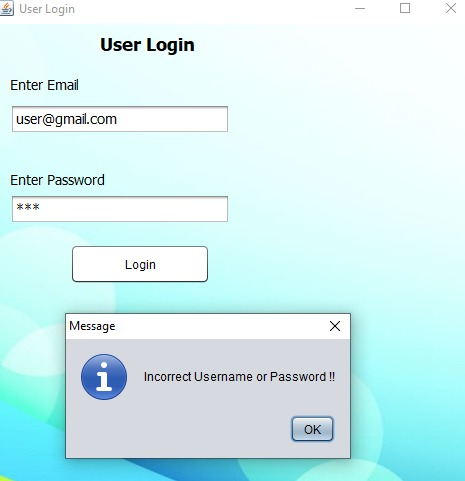 User Login
User Login
Enter Email
user@gmail.com
Enter Password
***
Login
Message
Incorrect Username or Password !!
OK